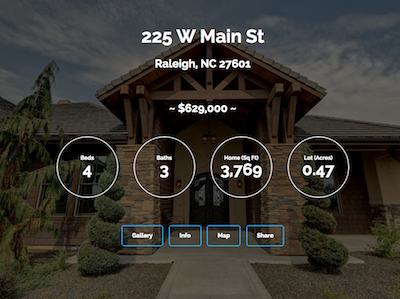 225 W Main St
Raleigh, NC 27601
~ $629,000 ~
Beds Baths Home (Sq Ft) Lot (Acres)
4 3 3,769 0.47
Gallery Info Map Share